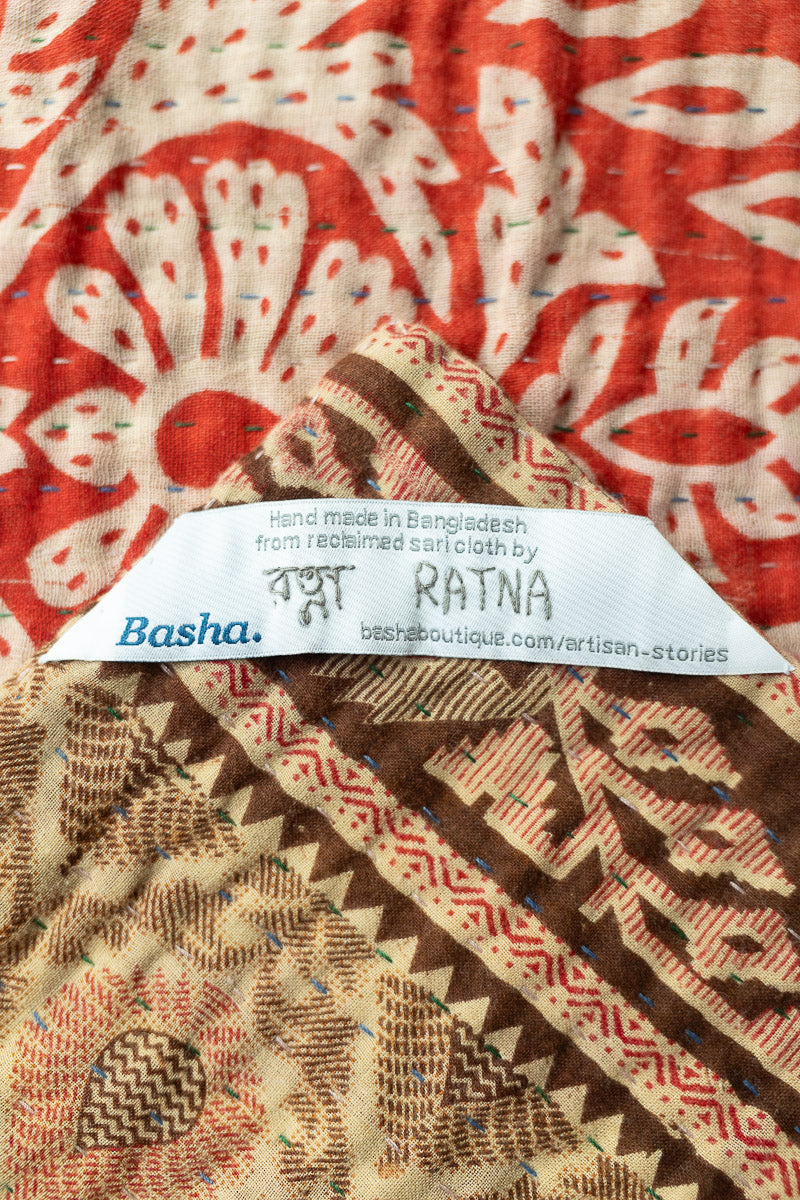 Hand made in Bangladesh
from reclaimed sari cloth by
রত্না RATNA
Basha. bashaboutique.com/artisan-stories